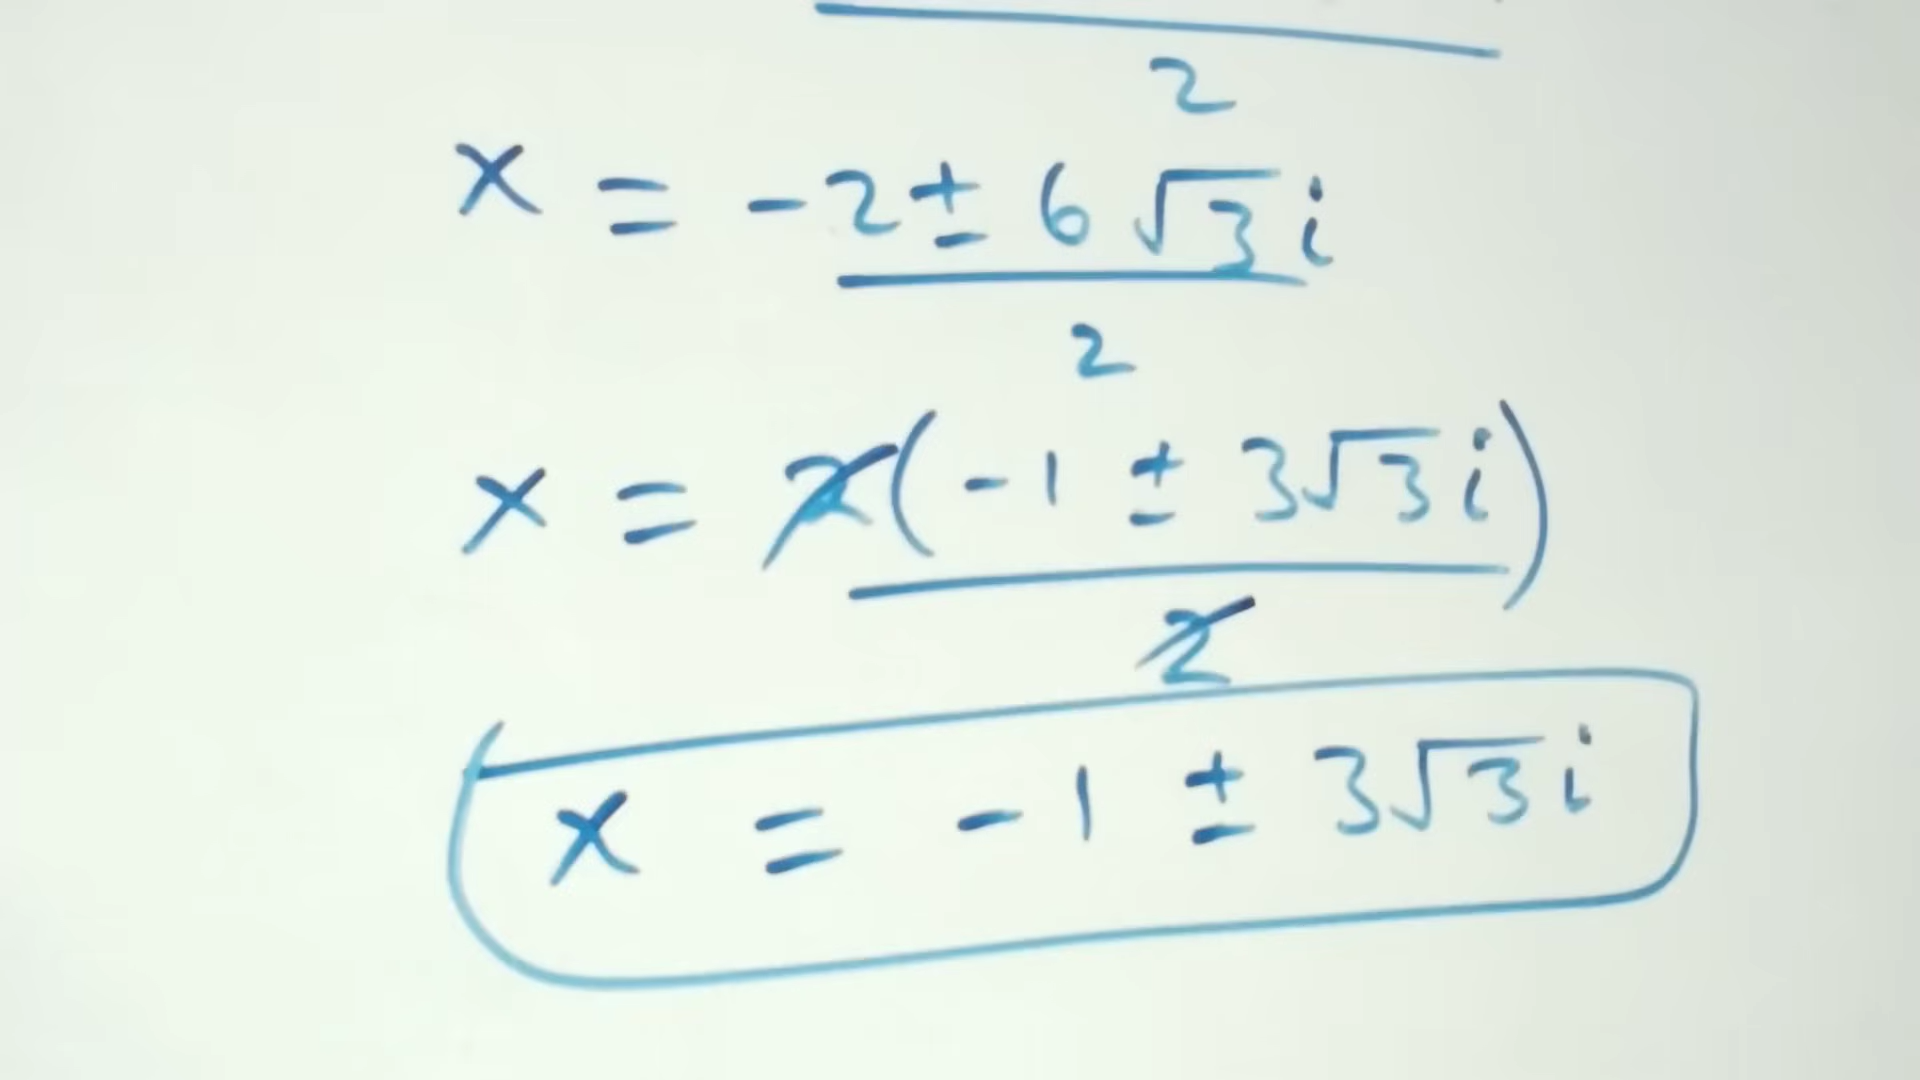 2
x = -2 ± 6√3 i
2
x = 2(-1 ± 3√3 i)
2
x = -1 ± 3√3 i